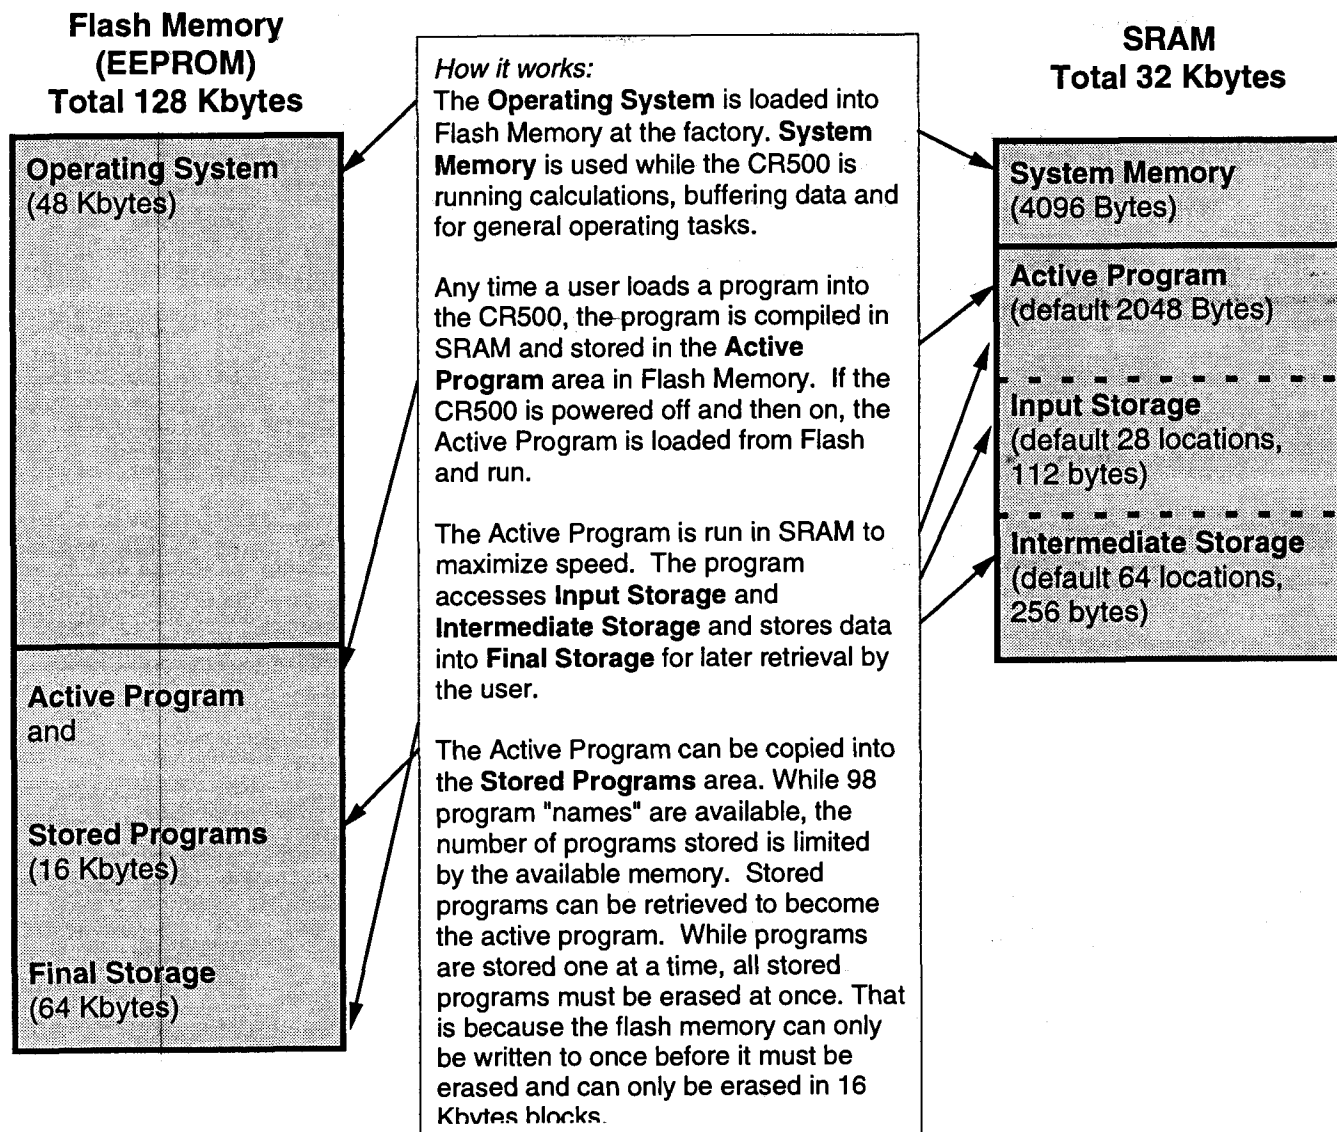 Flash Memory
(EEPROM)
Total 128 Kbytes
Operating System
(48 Kbytes)
Active Program
and
Stored Programs
(16 Kbytes)
Final Storage
(64 Kbytes)
How it works:
The Operating System is loaded into
Flash Memory at the factory. System
Memory is used while the CR500 is
running calculations, buffering data and
for general operating tasks.
Any time a user loads a program into
the CR500, the program is compiled in
SRAM and stored in the Active
Program area in Flash Memory. If the
CR500 is powered off and then on, the
Active Program is loaded from Flash
and run.
The Active Program is run in SRAM to
maximize speed. The program
accesses Input Storage and
Intermediate Storage and stores data
into Final Storage for later retrieval by
the user.
The Active Program can be copied into
the Stored Programs area. While 98
program "names" are available, the
number of programs stored is limited
by the available memory. Stored
programs can be retrieved to become
the active program. While programs
are stored one at a time, all stored
programs must be erased at once. That
is because the flash memory can only
be written to once before it must be
erased and can only be erased in 16
Kbytes blocks.
SRAM
Total 32 Kbytes
System Memory
(4096 Bytes)
Active Program
(default 2048 Bytes)
Input Storage
(default 28 locations,
112 bytes)
Intermediate Storage
(default 64 locations,
256 bytes)